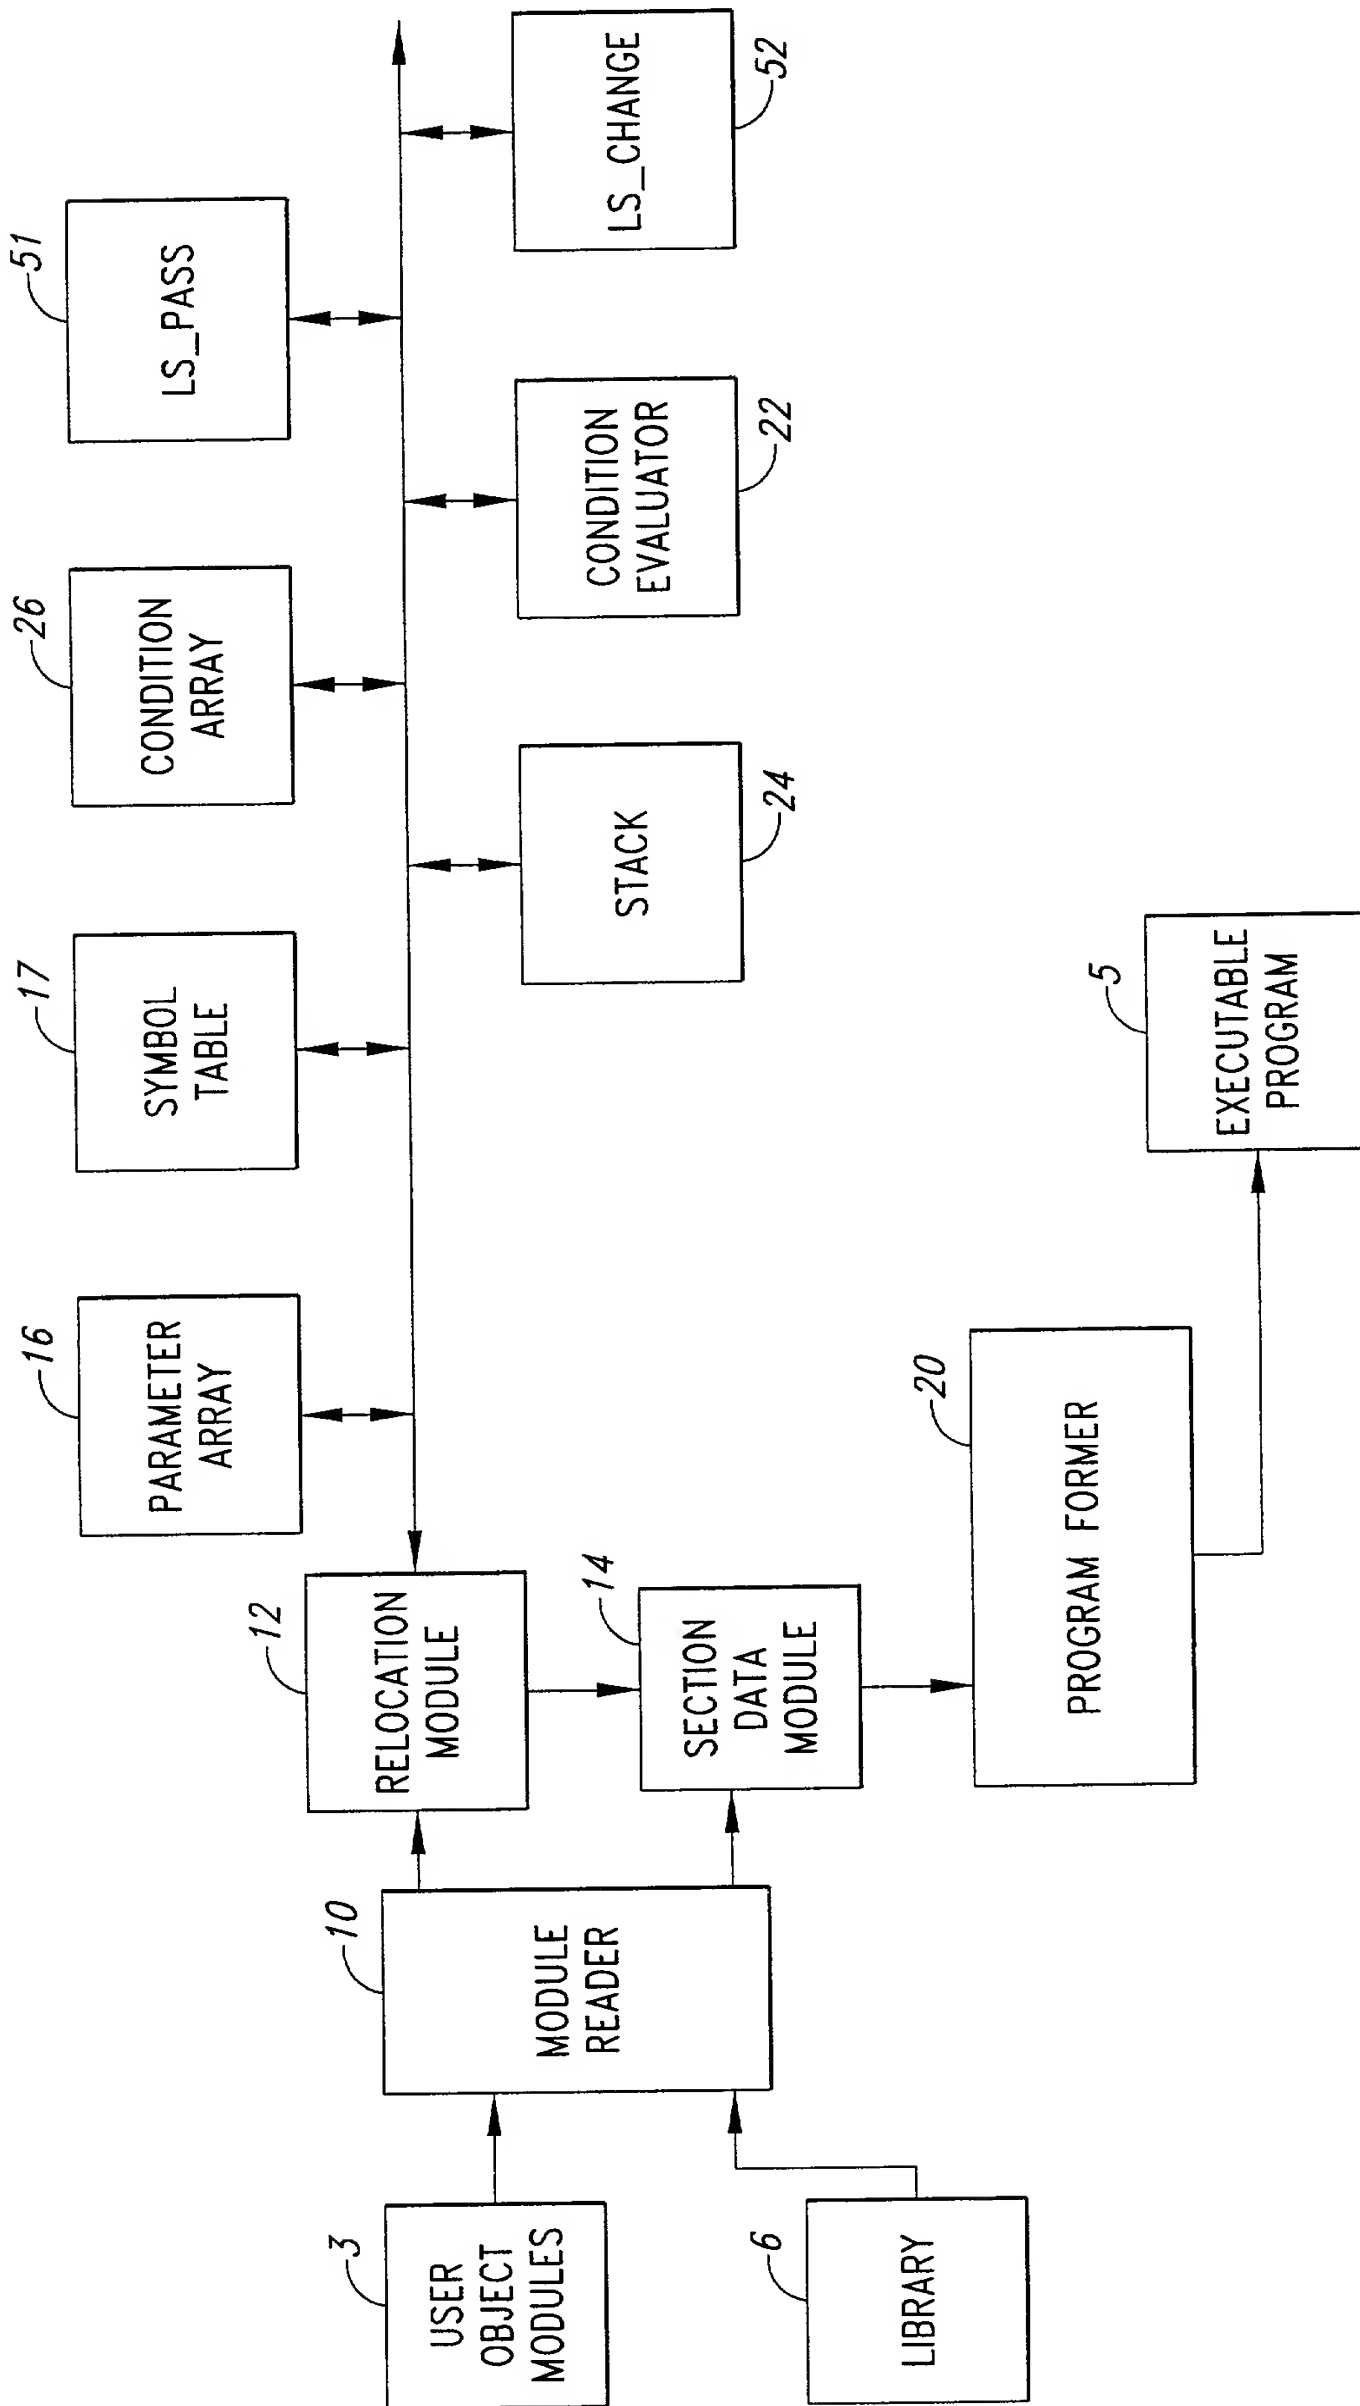 3
USER
OBJECT
MODULES
6
LIBRARY
10
MODULE
READER
12
RELOCATION
MODULE
14
SECTION
DATA
MODULE
16
PARAMETER
ARRAY
17
SYMBOL
TABLE
26
CONDITION
ARRAY
51
LS_PASS
STACK
24
CONDITION
EVALUATOR
22
LS_CHANGE
52
20
PROGRAM FORMER
5
EXECUTABLE
PROGRAM